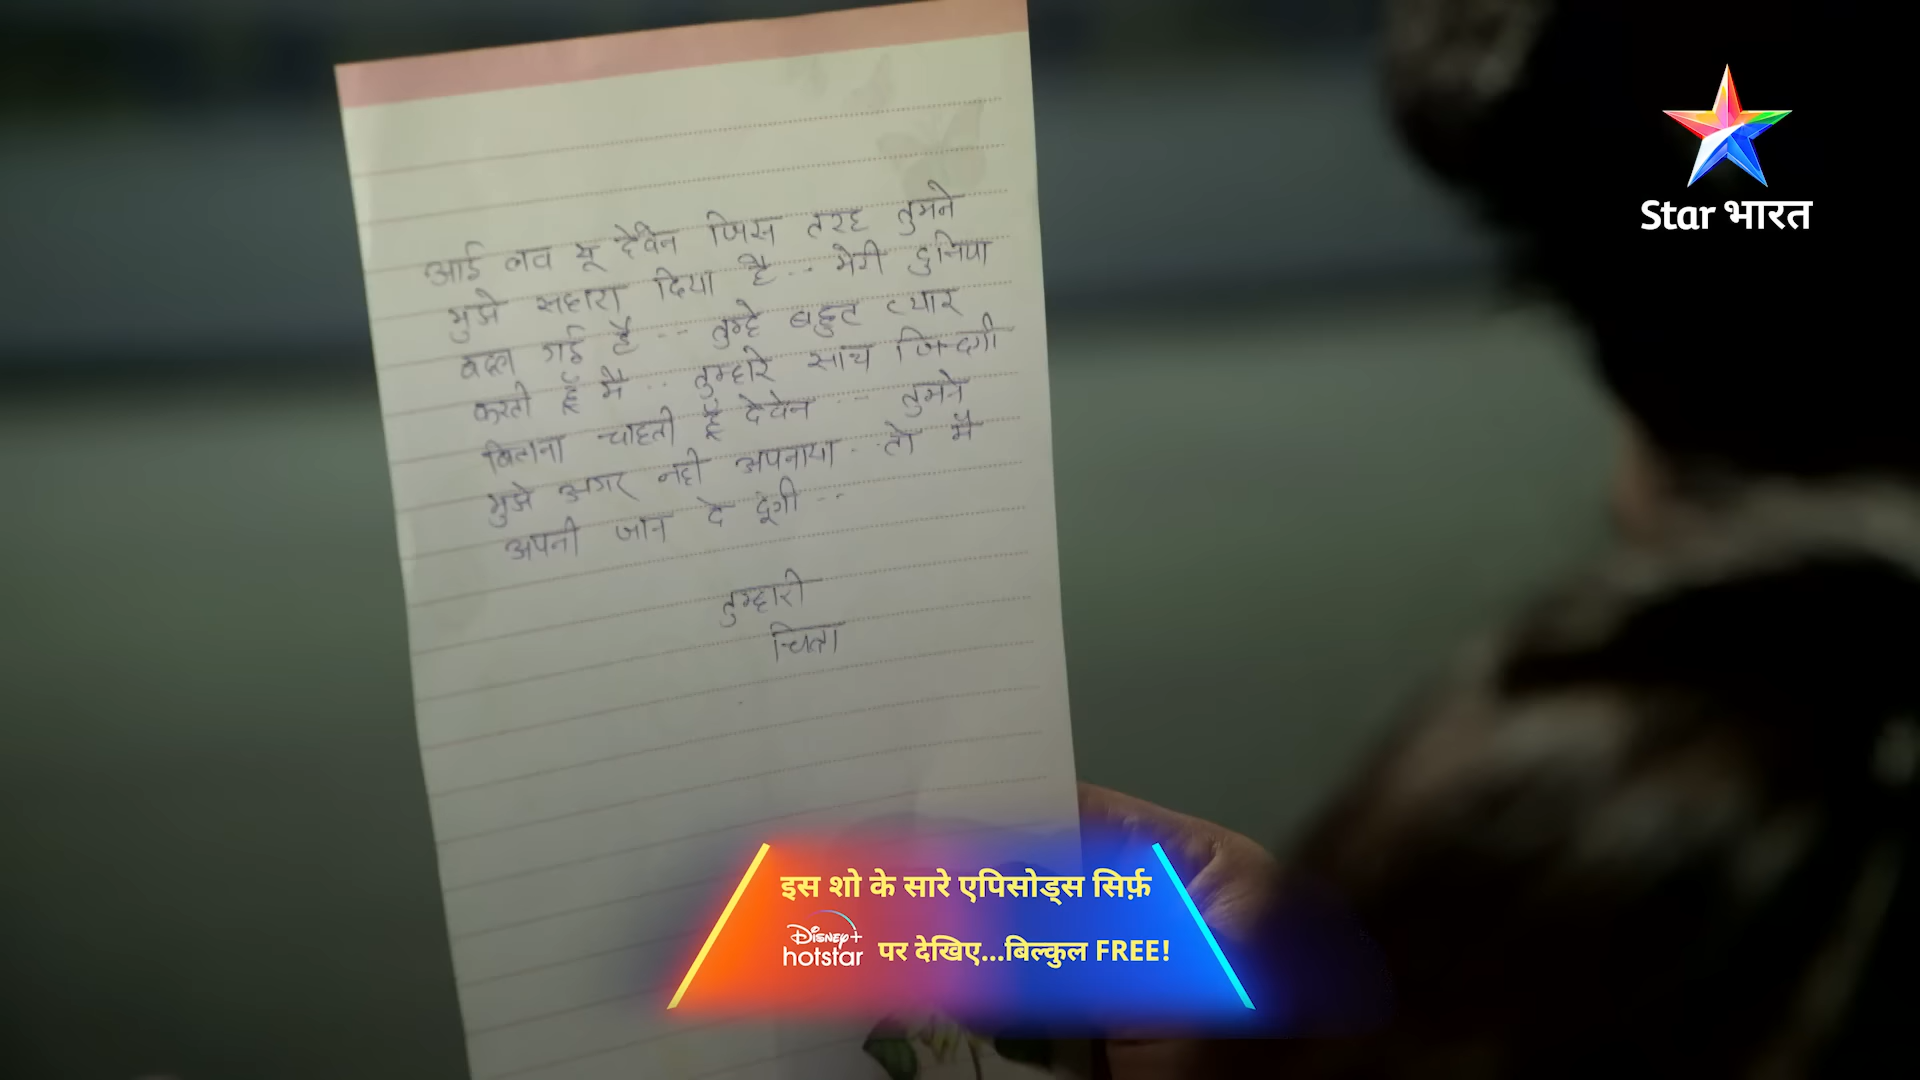 आई लव यू देवेन जिस तरह तुमने
मुजे सहारा दिया है... मेरी दुनिया
बदल गई है -- तुम्हे बहुत प्यार
करती हूँ मै .. तुम्हारे साथ जिन्दगी
बिताना चाहती हूँ देवेन -- तुमने
मुजे अगर नही अपनाया .. तो मै
अपनी जान दे दूंगी --
तुम्हारी
Star भारत
इस शो के सारे एपिसोड्स सिर्फ़
Disney+ hotstar पर देखिए...बिल्कुल FREE!